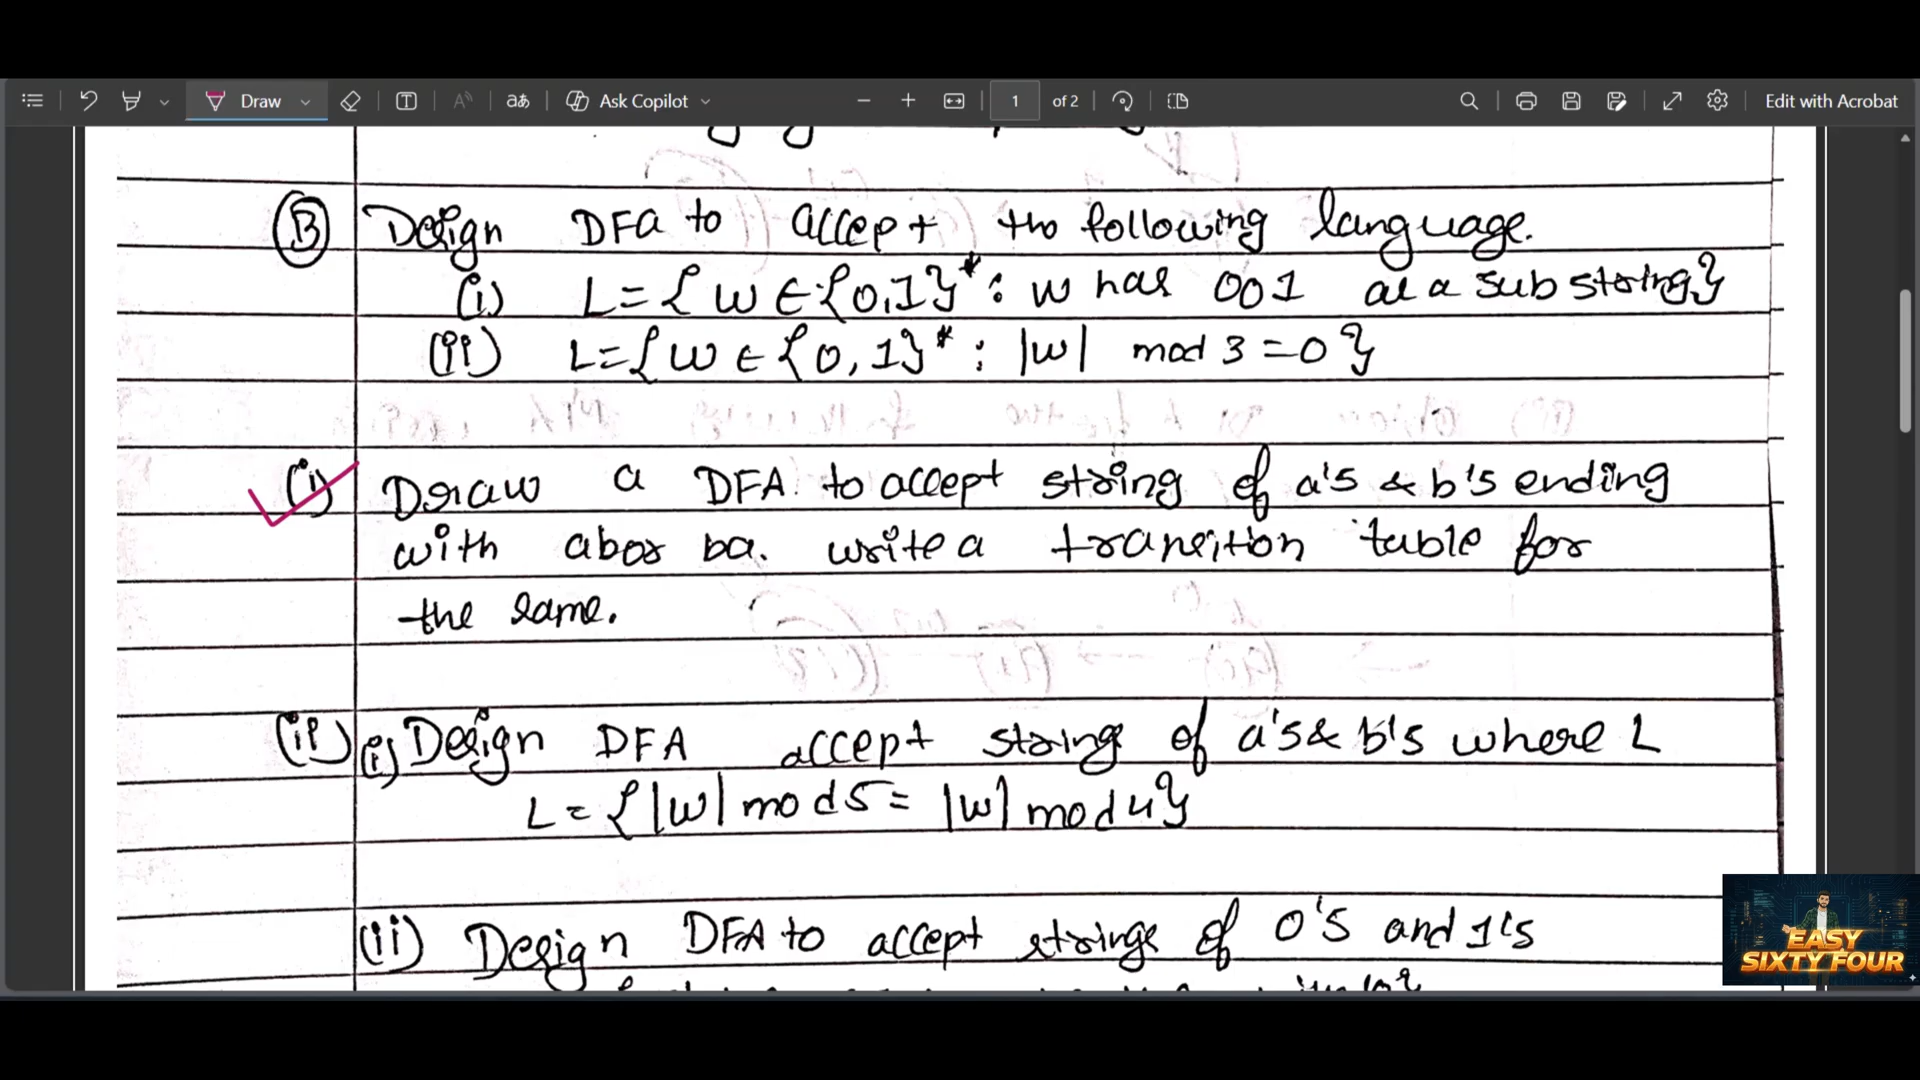 Draw
aあ
Ask Copilot
1 of 2
Edit with Acrobat
(B) Design DFA to accept the following language.
(i) L = { w ∈ {0,1}* : w has 001 as a substring}
(ii) L = { w ∈ {0,1}* : |w| mod 3 = 0 }
(i) Draw a DFA to accept string of a's & b's ending
with ab or ba. write a transition table for
the same.
(ii) (i) Design DFA accept string of a's & b's where L
L = { |w| mod 5 = |w| mod 4}
(ii) Design DFA to accept strings of 0's and 1's
EASY
SIXTY FOUR